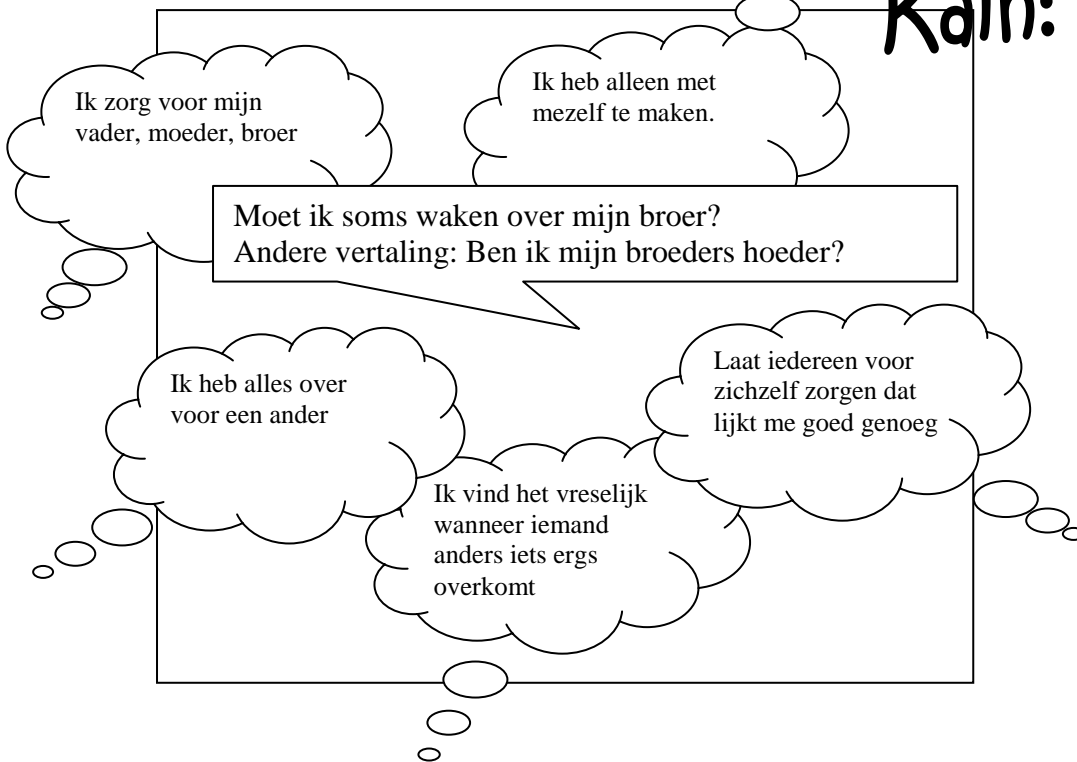 Kaïn:
Ik zorg voor mijn
vader, moeder, broer
Ik heb alleen met
mezelf te maken.
Moet ik soms waken over mijn broer?
Andere vertaling: Ben ik mijn broeders hoeder?
Ik heb alles over
voor een ander
Laat iedereen voor
zichzelf zorgen dat
lijkt me goed genoeg
Ik vind het vreselijk
wanneer iemand
anders iets ergs
overkomt